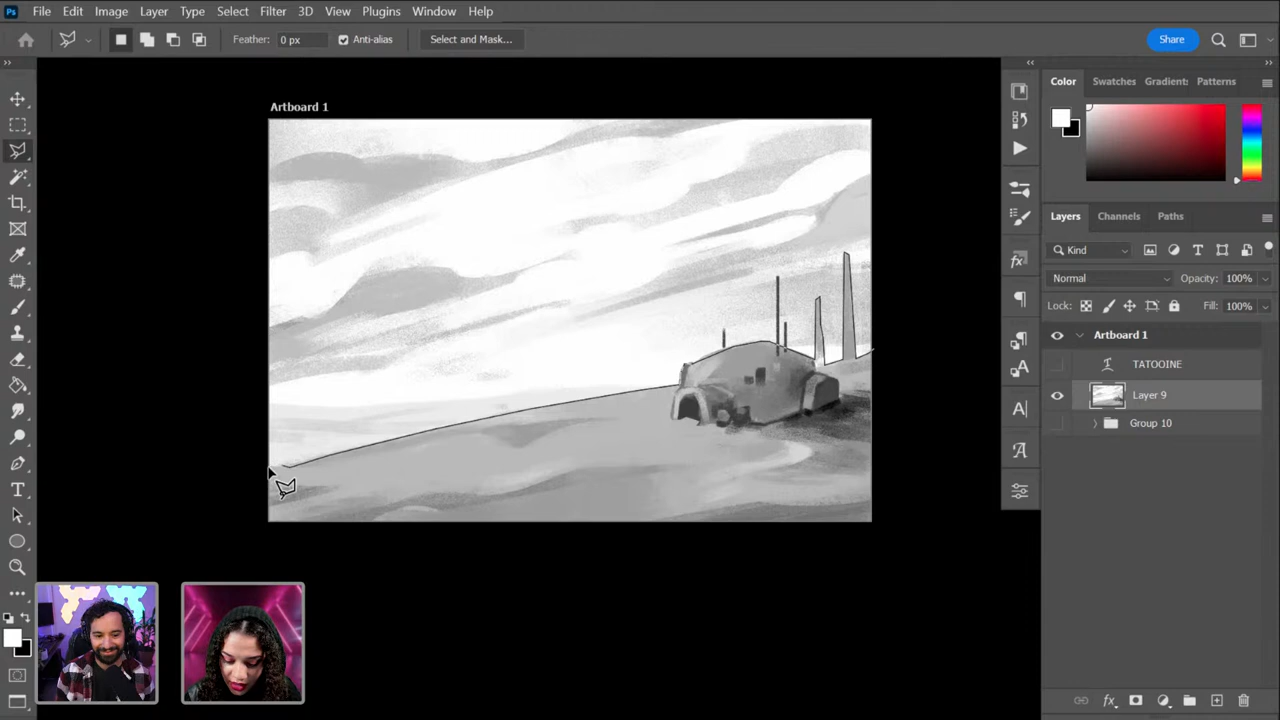 Ps File Edit Image Layer Type Select Filter 3D View Plugins Window Help
Feather: 0 px Anti-alias Select and Mask... Share
Artboard 1
Color Swatches Gradient: Patterns
Layers Channels Paths
Kind
Normal Opacity: 100%
Lock: Fill: 100%
Artboard 1
TATOOINE
Layer 9
Group 10